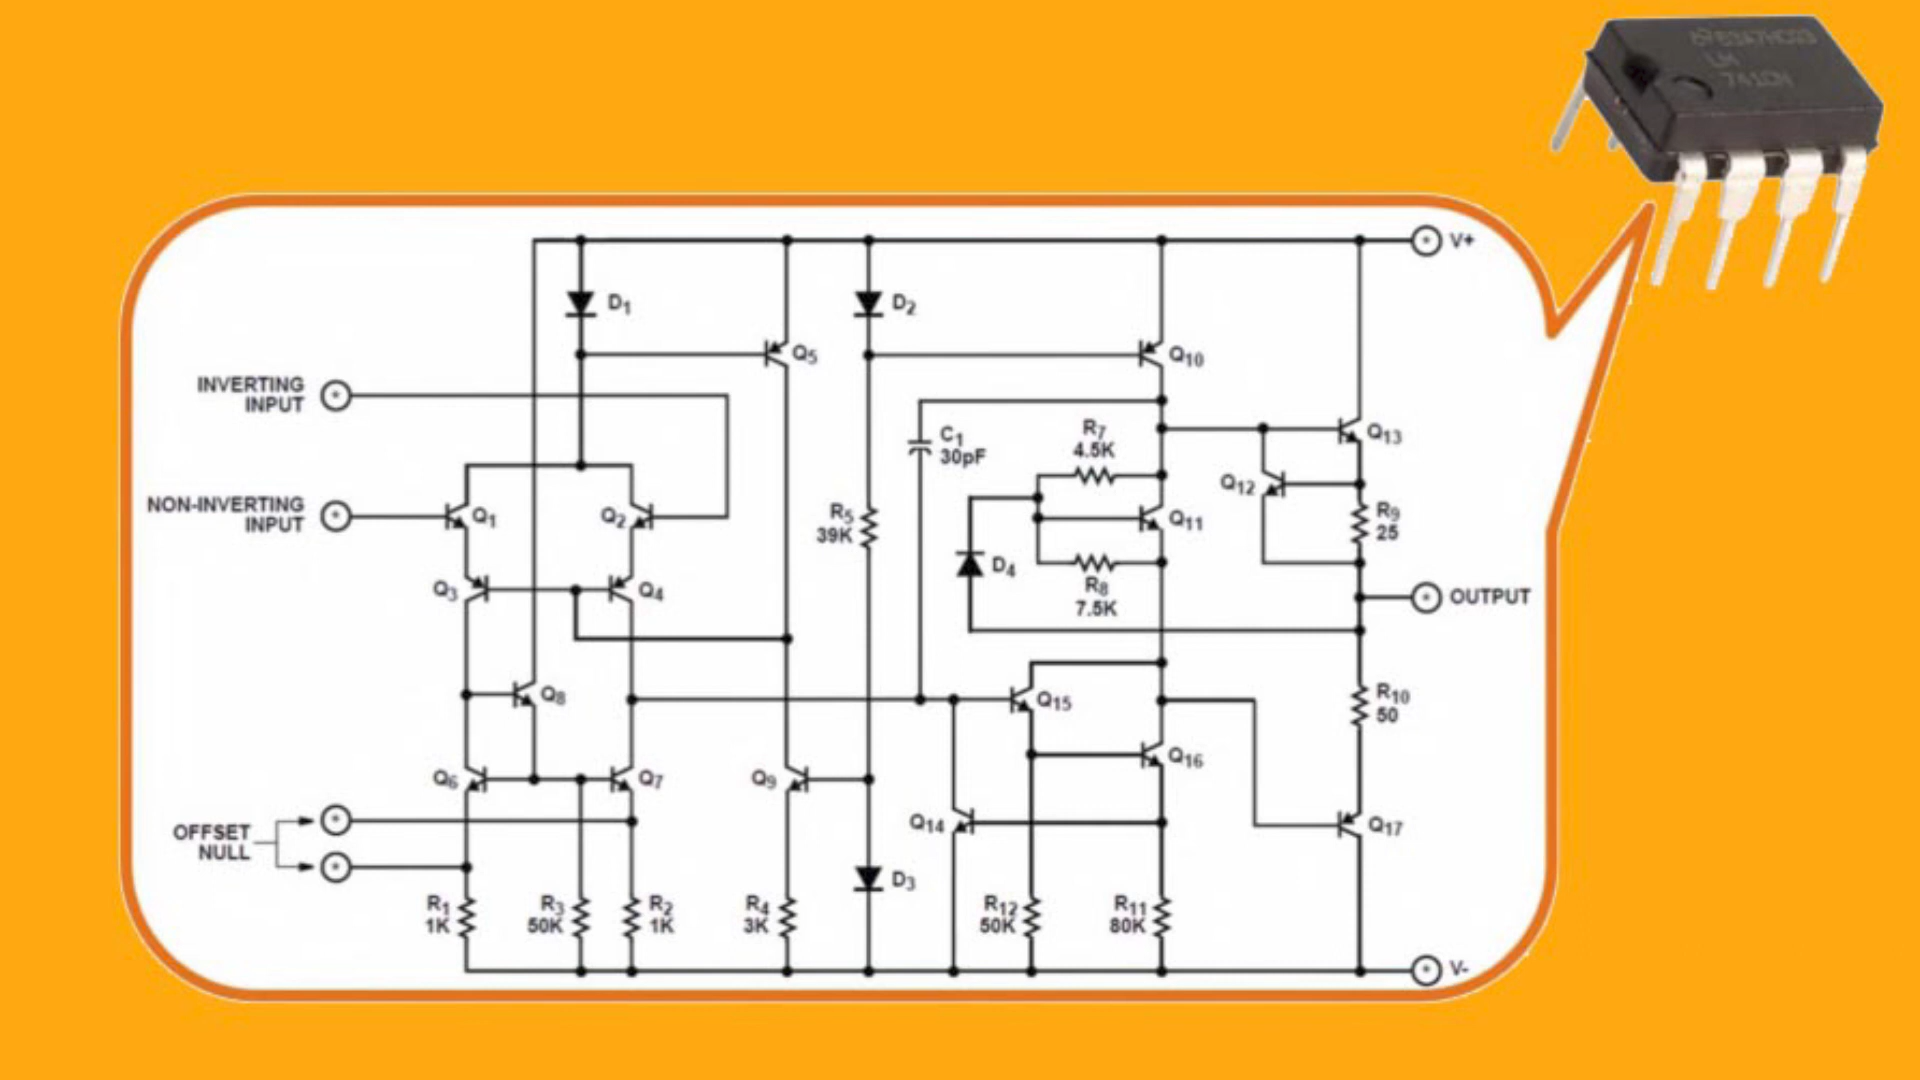 V+
D1
D2
Q5
Q10
INVERTING
INPUT
C1
30pF
R7
4.5K
Q13
Q12
NON-INVERTING
INPUT
Q1
Q2
R5
39K
Q11
R9
25
D4
Q3
Q4
R8
7.5K
OUTPUT
Q8
Q15
R10
50
Q6
Q7
Q9
Q16
OFFSET
NULL
Q14
Q17
D3
R1
1K
R3
50K
R2
1K
R4
3K
R12
50K
R11
80K
V-
LM
741CN